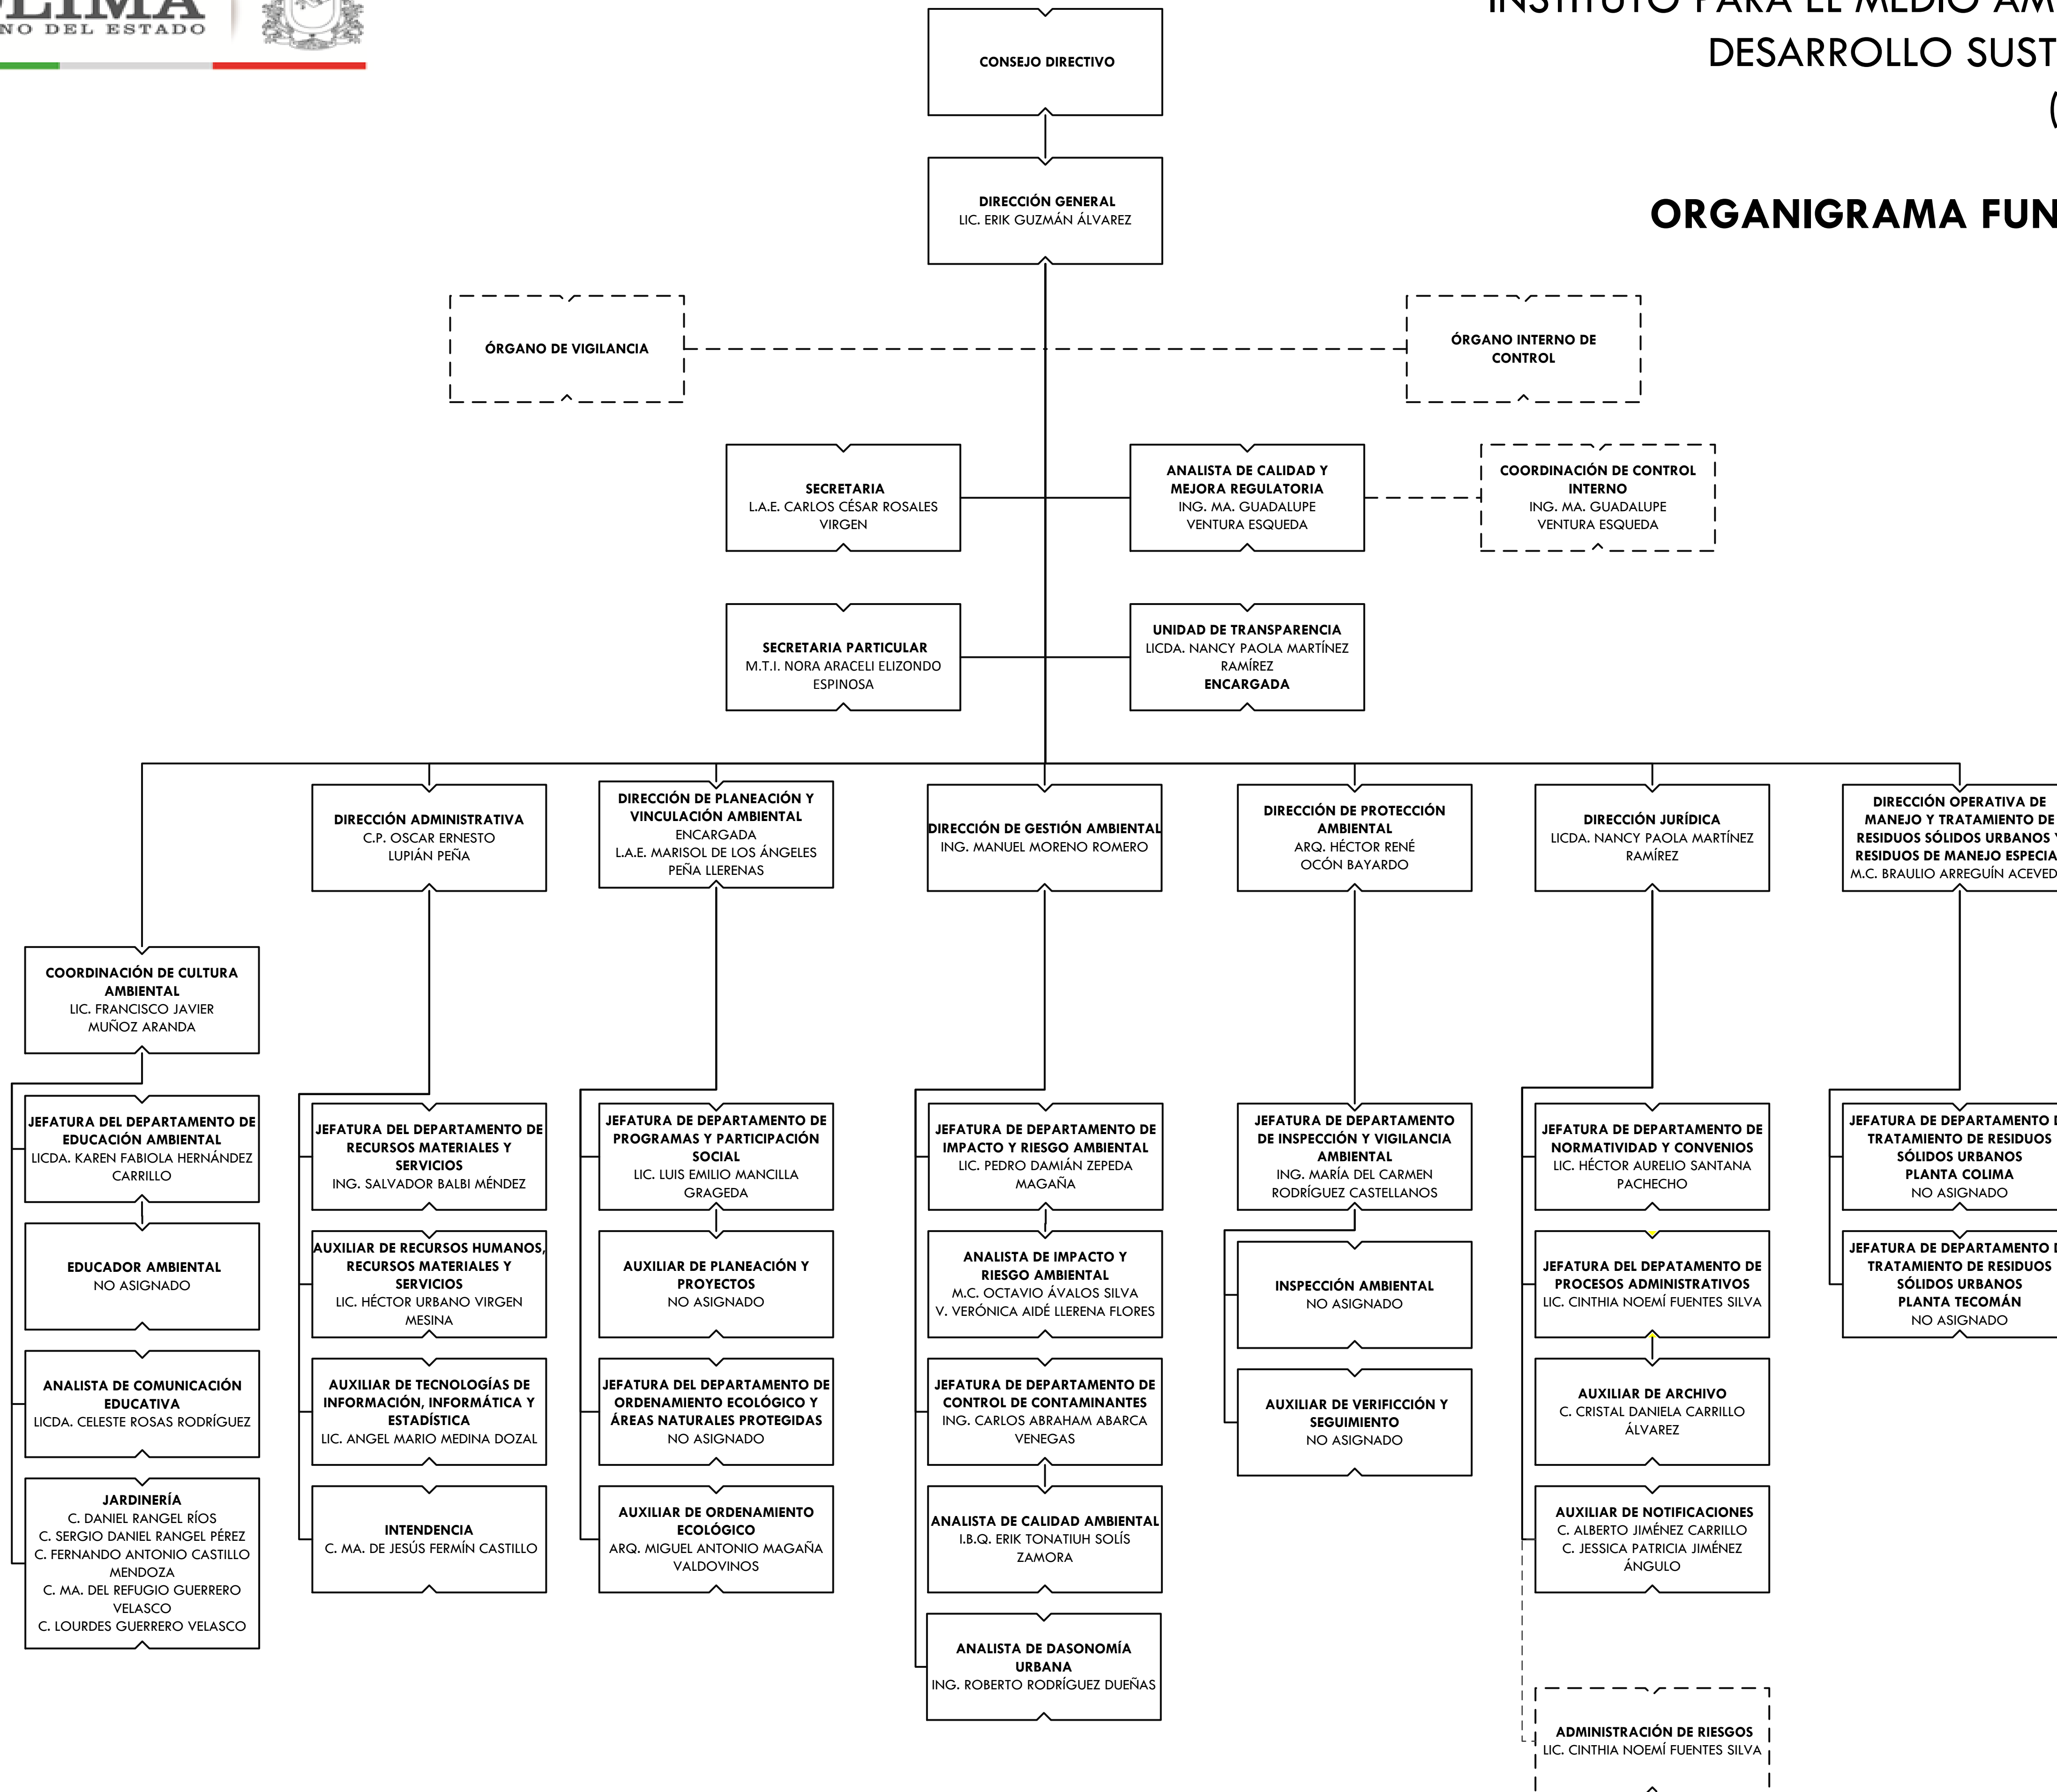 NO DEL ESTADO
INSTITUTO PARA EL MEDIO AM
DESARROLLO SUST
(
ORGANIGRAMA FUN
CONSEJO DIRECTIVO
DIRECCIÓN GENERAL
LIC. ERIK GUZMÁN ÁLVAREZ
ÓRGANO DE VIGILANCIA
ÓRGANO INTERNO DE
CONTROL
SECRETARIA
L.A.E. CARLOS CÉSAR ROSALES
VIRGEN
ANALISTA DE CALIDAD Y
MEJORA REGULATORIA
ING. MA. GUADALUPE
VENTURA ESQUEDA
COORDINACIÓN DE CONTROL
INTERNO
ING. MA. GUADALUPE
VENTURA ESQUEDA
SECRETARIA PARTICULAR
M.T.I. NORA ARACELI ELIZONDO
ESPINOSA
UNIDAD DE TRANSPARENCIA
LICDA. NANCY PAOLA MARTÍNEZ
RAMÍREZ
ENCARGADA
DIRECCIÓN ADMINISTRATIVA
C.P. OSCAR ERNESTO
LUPIÁN PEÑA
DIRECCIÓN DE PLANEACIÓN Y
VINCULACIÓN AMBIENTAL
ENCARGADA
L.A.E. MARISOL DE LOS ÁNGELES
PEÑA LLERENAS
DIRECCIÓN DE GESTIÓN AMBIENTAL
ING. MANUEL MORENO ROMERO
DIRECCIÓN DE PROTECCIÓN
AMBIENTAL
ARQ. HÉCTOR RENÉ
OCÓN BAYARDO
DIRECCIÓN JURÍDICA
LICDA. NANCY PAOLA MARTÍNEZ
RAMÍREZ
DIRECCIÓN OPERATIVA DE
MANEJO Y TRATAMIENTO DE
RESIDUOS SÓLIDOS URBANOS Y
RESIDUOS DE MANEJO ESPECIA
M.C. BRAULIO ARREGUÍN ACEVED
COORDINACIÓN DE CULTURA
AMBIENTAL
LIC. FRANCISCO JAVIER
MUÑOZ ARANDA
JEFATURA DEL DEPARTAMENTO DE
EDUCACIÓN AMBIENTAL
LICDA. KAREN FABIOLA HERNÁNDEZ
CARRILLO
EDUCADOR AMBIENTAL
NO ASIGNADO
ANALISTA DE COMUNICACIÓN
EDUCATIVA
LICDA. CELESTE ROSAS RODRÍGUEZ
JARDINERÍA
C. DANIEL RANGEL RÍOS
C. SERGIO DANIEL RANGEL PÉREZ
C. FERNANDO ANTONIO CASTILLO
MENDOZA
C. MA. DEL REFUGIO GUERRERO
VELASCO
C. LOURDES GUERRERO VELASCO
JEFATURA DEL DEPARTAMENTO DE
RECURSOS MATERIALES Y
SERVICIOS
ING. SALVADOR BALBI MÉNDEZ
AUXILIAR DE RECURSOS HUMANOS,
RECURSOS MATERIALES Y
SERVICIOS
LIC. HÉCTOR URBANO VIRGEN
MESINA
AUXILIAR DE TECNOLOGÍAS DE
INFORMACIÓN, INFORMÁTICA Y
ESTADÍSTICA
LIC. ANGEL MARIO MEDINA DOZAL
INTENDENCIA
C. MA. DE JESÚS FERMÍN CASTILLO
JEFATURA DE DEPARTAMENTO DE
PROGRAMAS Y PARTICIPACIÓN
SOCIAL
LIC. LUIS EMILIO MANCILLA
GRAGEDA
AUXILIAR DE PLANEACIÓN Y
PROYECTOS
NO ASIGNADO
JEFATURA DEL DEPARTAMENTO DE
ORDENAMIENTO ECOLÓGICO Y
ÁREAS NATURALES PROTEGIDAS
NO ASIGNADO
AUXILIAR DE ORDENAMIENTO
ECOLÓGICO
ARQ. MIGUEL ANTONIO MAGAÑA
VALDOVINOS
JEFATURA DE DEPARTAMENTO DE
IMPACTO Y RIESGO AMBIENTAL
LIC. PEDRO DAMIÁN ZEPEDA
MAGAÑA
ANALISTA DE IMPACTO Y
RIESGO AMBIENTAL
M.C. OCTAVIO ÁVALOS SILVA
V. VERÓNICA AIDÉ LLERENA FLORES
JEFATURA DE DEPARTAMENTO DE
CONTROL DE CONTAMINANTES
ING. CARLOS ABRAHAM ABARCA
VENEGAS
ANALISTA DE CALIDAD AMBIENTAL
I.B.Q. ERIK TONATIUH SOLÍS
ZAMORA
ANALISTA DE DASONOMÍA
URBANA
ING. ROBERTO RODRÍGUEZ DUEÑAS
JEFATURA DE DEPARTAMENTO
DE INSPECCIÓN Y VIGILANCIA
AMBIENTAL
ING. MARÍA DEL CARMEN
RODRÍGUEZ CASTELLANOS
INSPECCIÓN AMBIENTAL
NO ASIGNADO
AUXILIAR DE VERIFICCIÓN Y
SEGUIMIENTO
NO ASIGNADO
JEFATURA DE DEPARTAMENTO DE
NORMATIVIDAD Y CONVENIOS
LIC. HÉCTOR AURELIO SANTANA
PACHECHO
JEFATURA DEL DEPATAMENTO DE
PROCESOS ADMINISTRATIVOS
LIC. CINTHIA NOEMÍ FUENTES SILVA
AUXILIAR DE ARCHIVO
C. CRISTAL DANIELA CARRILLO
ÁLVAREZ
AUXILIAR DE NOTIFICACIONES
C. ALBERTO JIMÉNEZ CARRILLO
C. JESSICA PATRICIA JIMÉNEZ
ÁNGULO
ADMINISTRACIÓN DE RIESGOS
LIC. CINTHIA NOEMÍ FUENTES SILVA
JEFATURA DE DEPARTAMENTO D
TRATAMIENTO DE RESIDUOS
SÓLIDOS URBANOS
PLANTA COLIMA
NO ASIGNADO
JEFATURA DE DEPARTAMENTO D
TRATAMIENTO DE RESIDUOS
SÓLIDOS URBANOS
PLANTA TECOMÁN
NO ASIGNADO